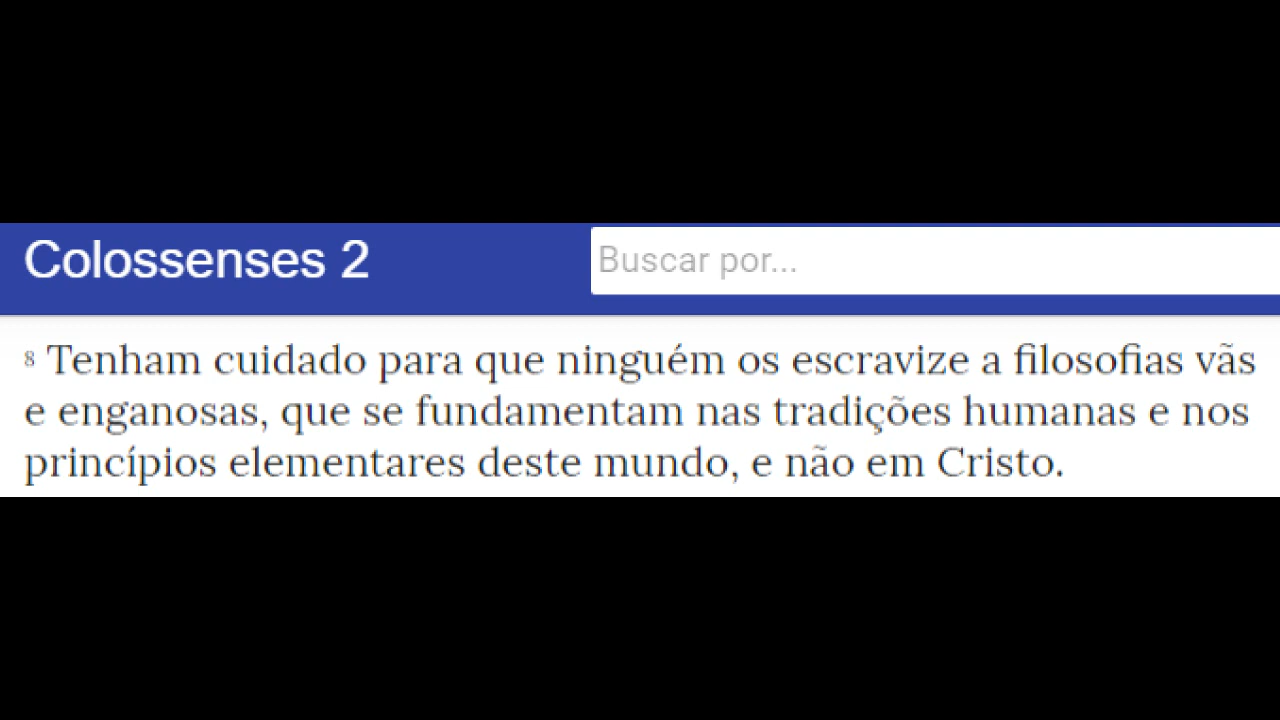 Colossenses 2
Buscar por...
8 Tenham cuidado para que ninguém os escravize a filosofias vãs
e enganosas, que se fundamentam nas tradições humanas e nos
princípios elementares deste mundo, e não em Cristo.